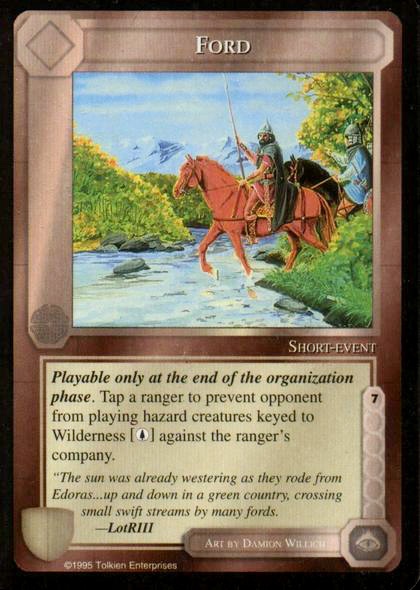 Ford
Short-event
Playable only at the end of the organization
phase. Tap a ranger to prevent opponent
from playing hazard creatures keyed to
Wilderness [] against the ranger's
company.
7
"The sun was already westering as they rode from
Edoras...up and down in a green country, crossing
small swift streams by many fords.
—LotRIII
Art by Damion Willich
©1995 Tolkien Enterprises